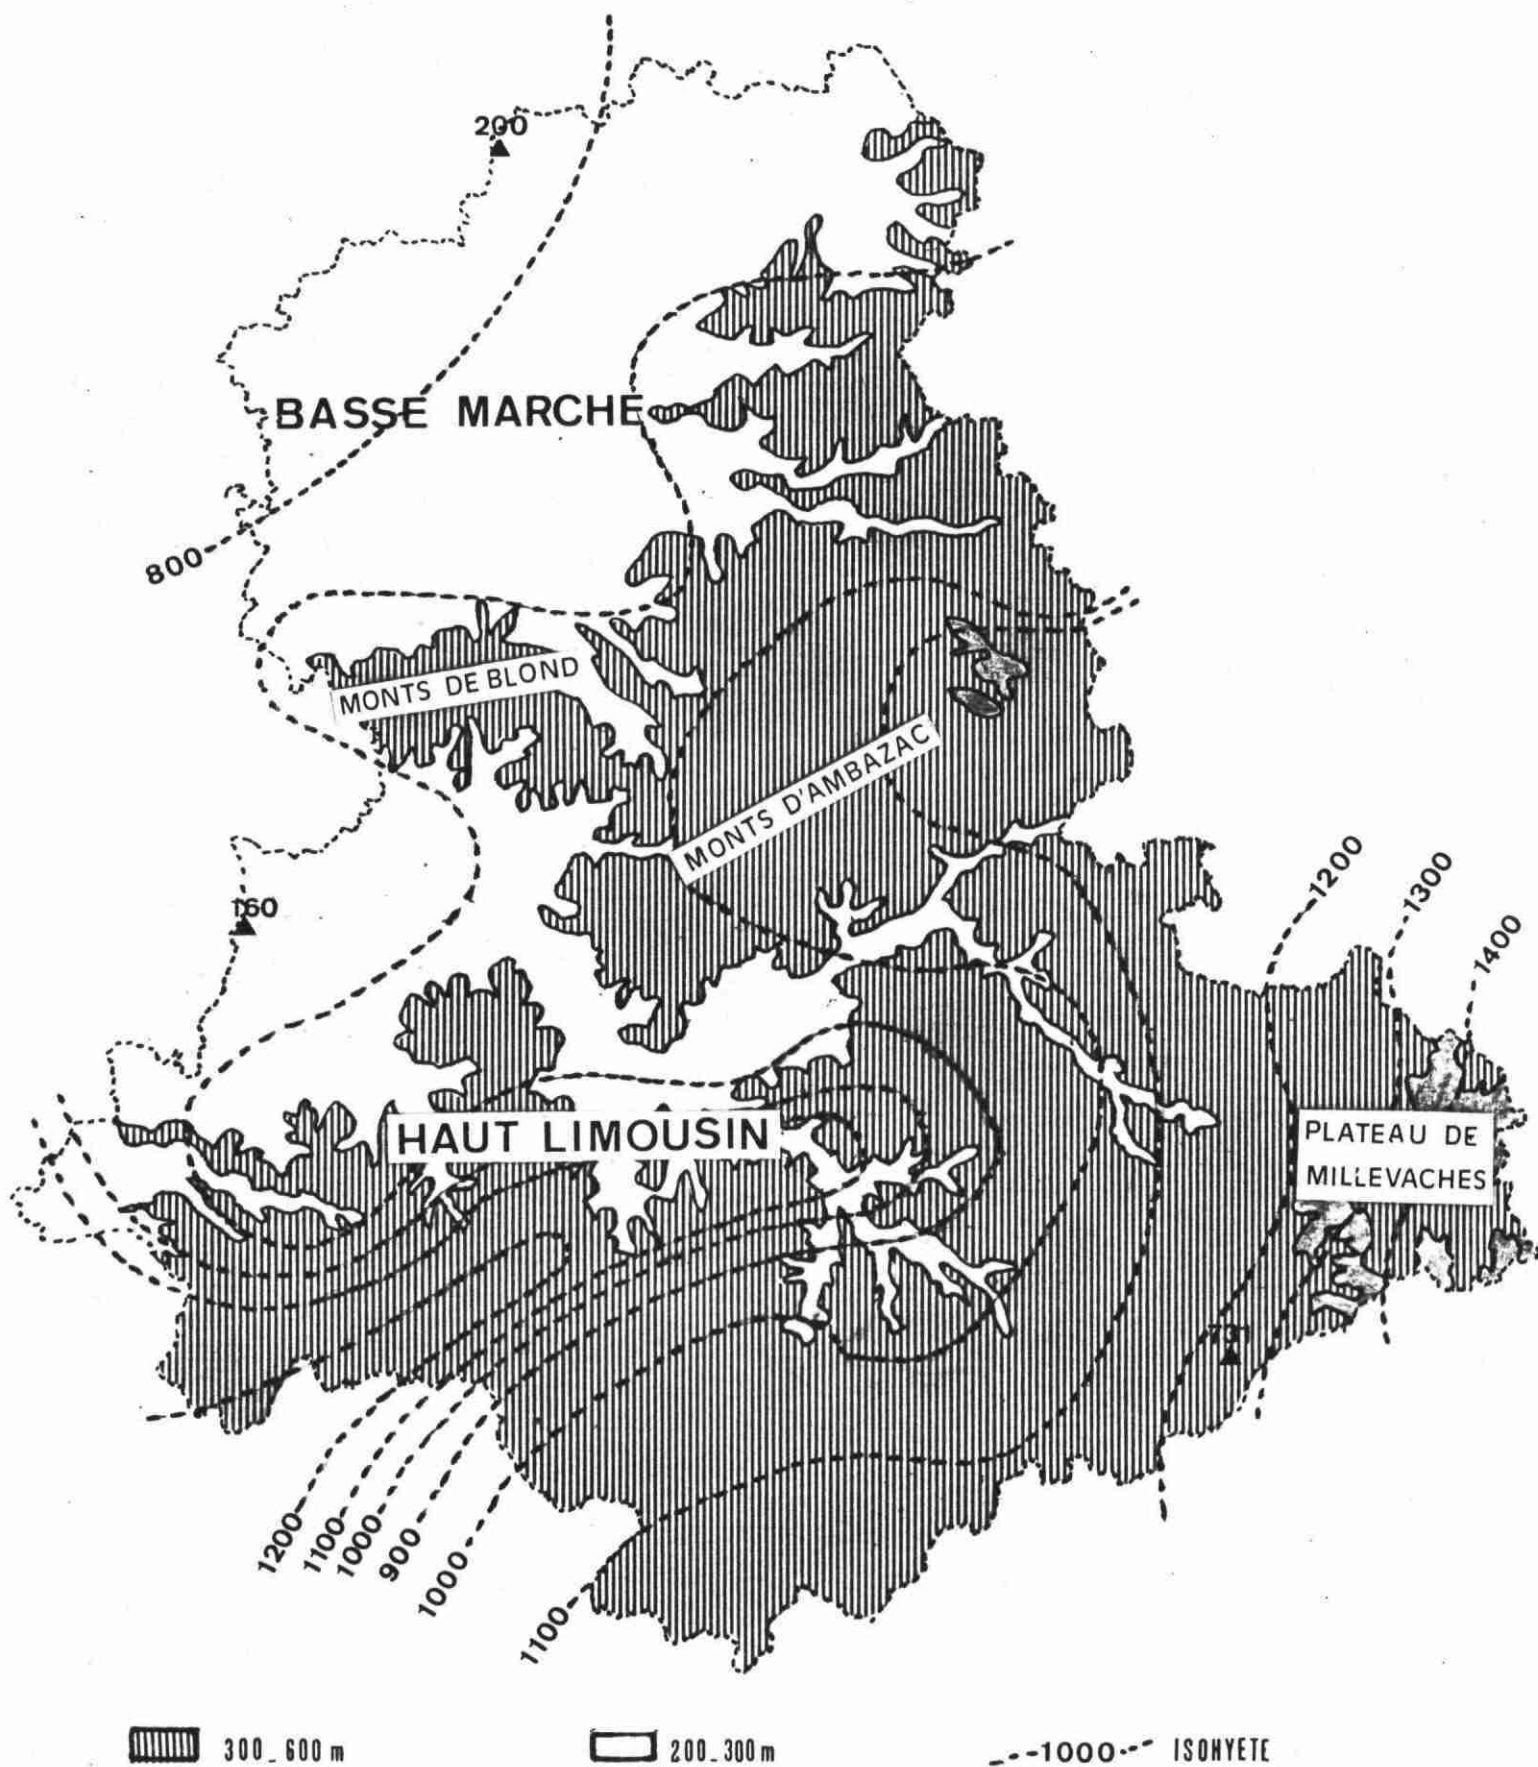 200
BASSE MARCHE
800
MONTS DE BLOND
MONTS D'AMBAZAC
160
1200
1300
1400
HAUT LIMOUSIN
PLATEAU DE
MILLEVACHES
731
1200
1100
1000
900
1000
1100
300_600 m
200_300 m
1000 ISOHYETE